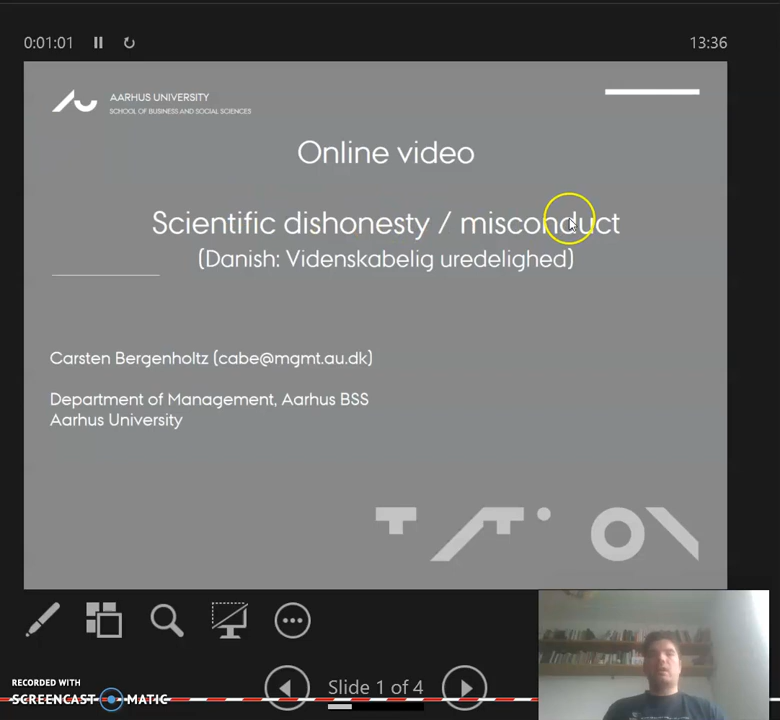 0:01:01
13:36
AARHUS UNIVERSITY
SCHOOL OF BUSINESS AND SOCIAL SCIENCES
Online video
Scientific dishonesty / misconduct
(Danish: Videnskabelig uredelighed)
Carsten Bergenholtz (cabe@mgmt.au.dk)
Department of Management, Aarhus BSS
Aarhus University
RECORDED WITH
SCREENCAST-O-MATIC
Slide 1 of 4